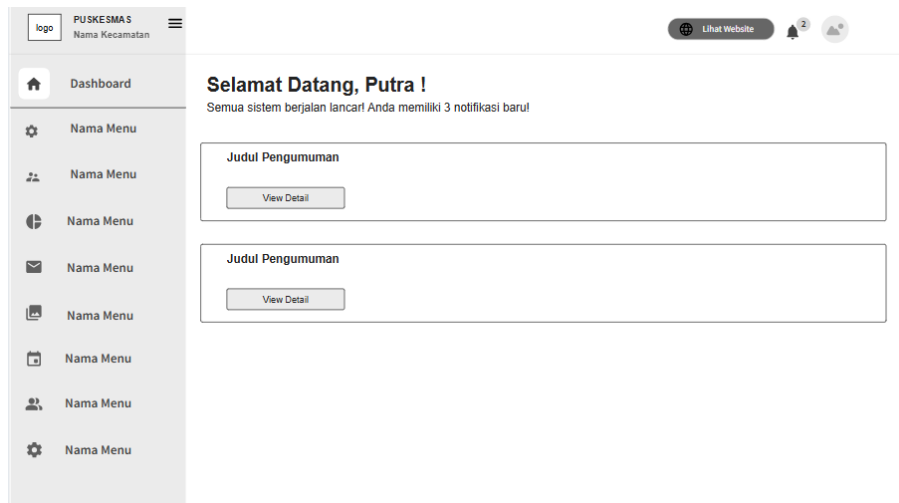 logo
PUSKESMAS
Nama Kecamatan
Lihat Website
2
Dashboard
Selamat Datang, Putra !
Semua sistem berjalan lancar! Anda memiliki 3 notifikasi baru!
Nama Menu
Nama Menu
Nama Menu
Nama Menu
Nama Menu
Nama Menu
Nama Menu
Nama Menu
Judul Pengumuman
View Detail
Judul Pengumuman
View Detail